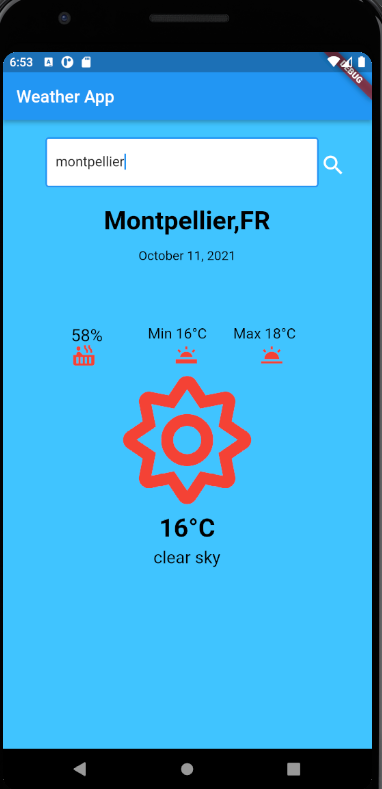 6:53
DEBUG
Weather App
montpellier
Montpellier,FR
October 11, 2021
58% Min 16°C Max 18°C
16°C
clear sky